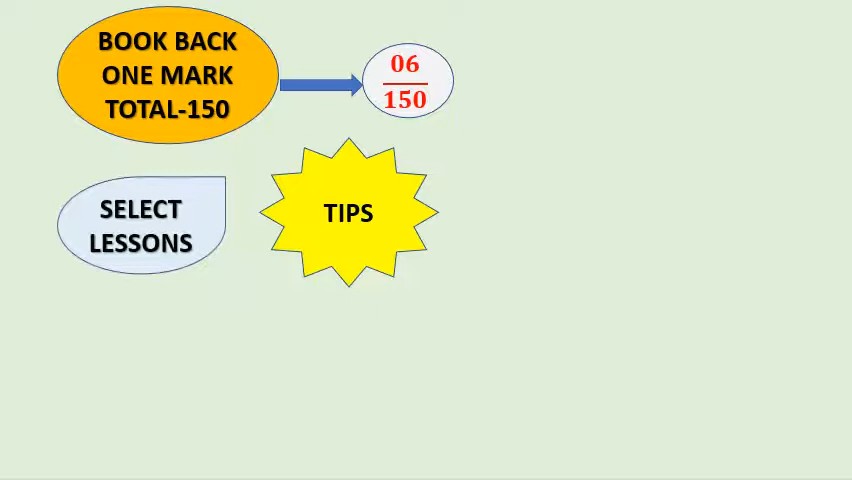 BOOK BACK
ONE MARK
TOTAL-150
06
150
SELECT
LESSONS
TIPS